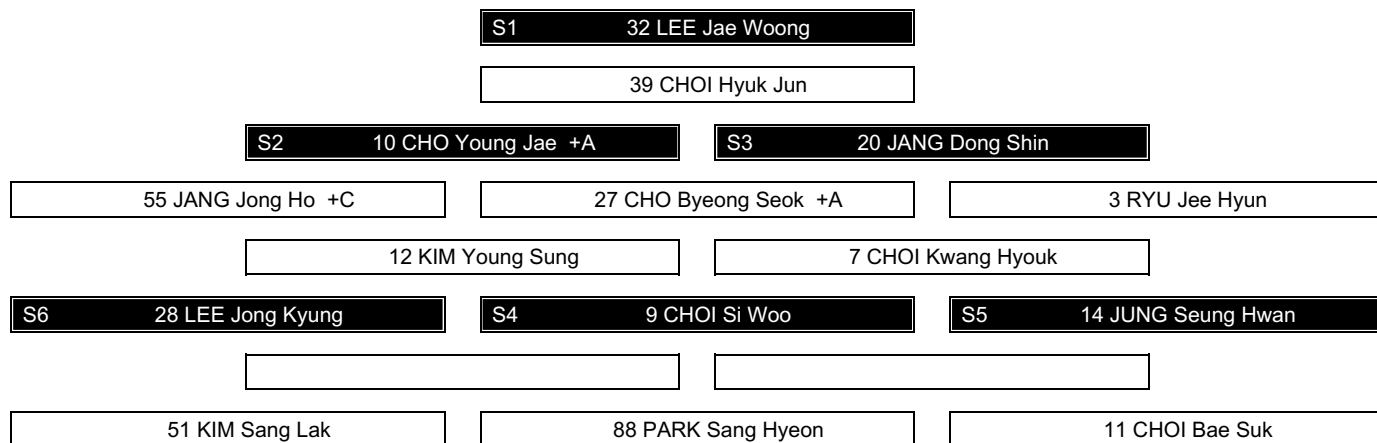 S1 32 LEE Jae Woong
39 CHOI Hyuk Jun
S2 10 CHO Young Jae +A S3 20 JANG Dong Shin
55 JANG Jong Ho +C 27 CHO Byeong Seok +A 3 RYU Jee Hyun
12 KIM Young Sung 7 CHOI Kwang Hyouk
S6 28 LEE Jong Kyung S4 9 CHOI Si Woo S5 14 JUNG Seung Hwan
51 KIM Sang Lak 88 PARK Sang Hyeon 11 CHOI Bae Suk